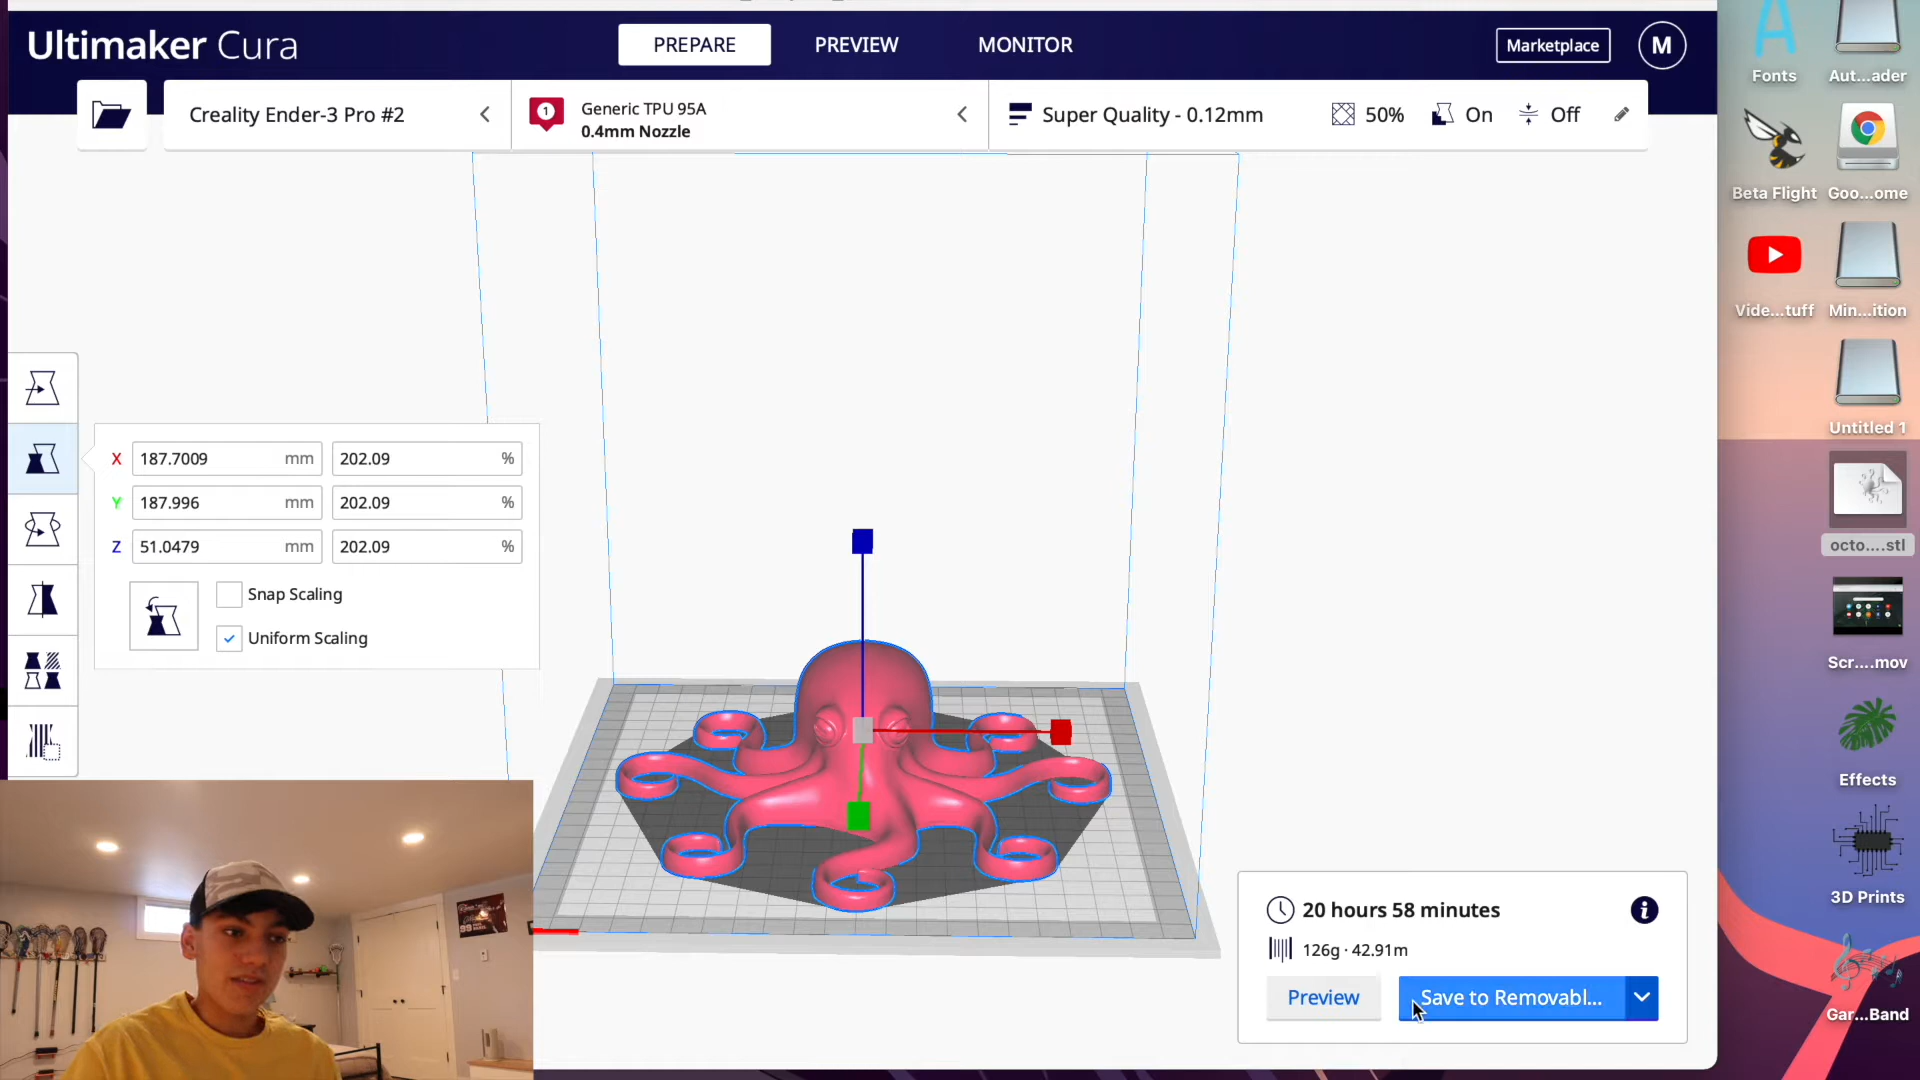 Ultimaker Cura
PREPARE
PREVIEW
MONITOR
Marketplace
M
Creality Ender-3 Pro #2
1
Generic TPU 95A
0.4mm Nozzle
Super Quality - 0.12mm
50%
On
Off
X 187.7009 mm 202.09 %
Y 187.996 mm 202.09 %
Z 51.0479 mm 202.09 %
Snap Scaling
Uniform Scaling
20 hours 58 minutes
i
126g · 42.91m
Preview
Save to Removabl...
Fonts
Aut...ader
Beta Flight
Goo...ome
Vide...tuff
Min...ition
Untitled 1
octo....stl
Scr....mov
Effects
3D Prints
Gar...Band